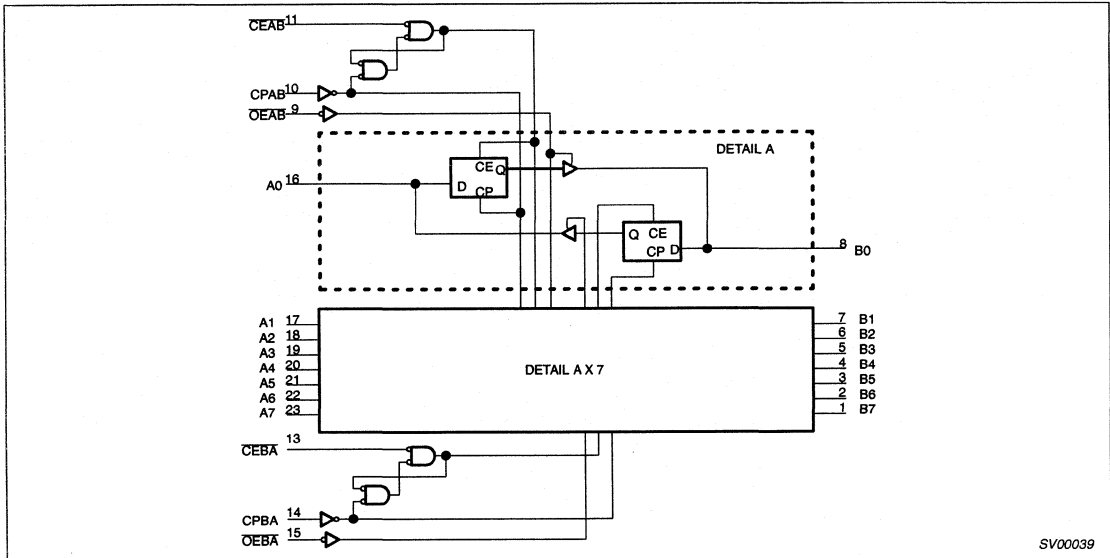 CEAB 11
CPAB 10
OEAB 9
DETAIL A
CE Q
D
CP
A0 16
Q CE
CP D
8 B0
A1 17
A2 18
A3 19
A4 20
A5 21
A6 22
A7 23
DETAIL A X 7
7 B1
6 B2
5 B3
4 B4
3 B5
2 B6
1 B7
CEBA 13
CPBA 14
OEBA 15
SV00039